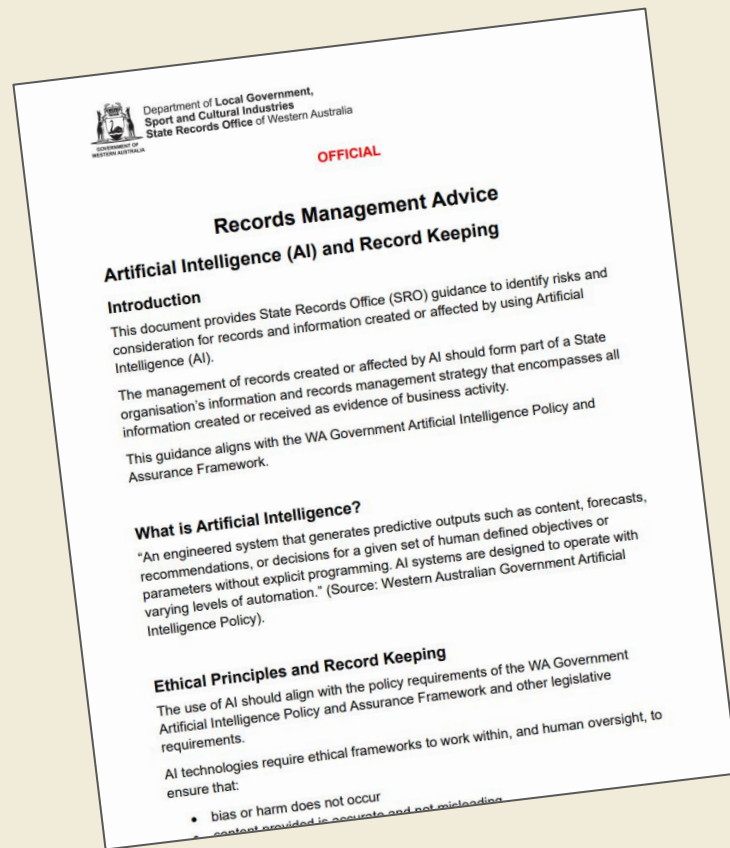 Department of Local Government,
Sport and Cultural Industries
State Records Office of Western Australia
GOVERNMENT OF
WESTERN AUSTRALIA
OFFICIAL
Records Management Advice
Artificial Intelligence (AI) and Record Keeping
Introduction
This document provides State Records Office (SRO) guidance to identify risks and
consideration for records and information created or affected by using Artificial
Intelligence (AI).
The management of records created or affected by AI should form part of a State
organisation's information and records management strategy that encompasses all
information created or received as evidence of business activity.
This guidance aligns with the WA Government Artificial Intelligence Policy and
Assurance Framework.
What is Artificial Intelligence?
“An engineered system that generates predictive outputs such as content, forecasts,
recommendations, or decisions for a given set of human defined objectives or
parameters without explicit programming. AI systems are designed to operate with
varying levels of automation.” (Source: Western Australian Government Artificial
Intelligence Policy).
Ethical Principles and Record Keeping
The use of AI should align with the policy requirements of the WA Government
Artificial Intelligence Policy and Assurance Framework and other legislative
requirements.
AI technologies require ethical frameworks to work within, and human oversight, to
ensure that:
• bias or harm does not occur
• content provided is accurate and not misleading